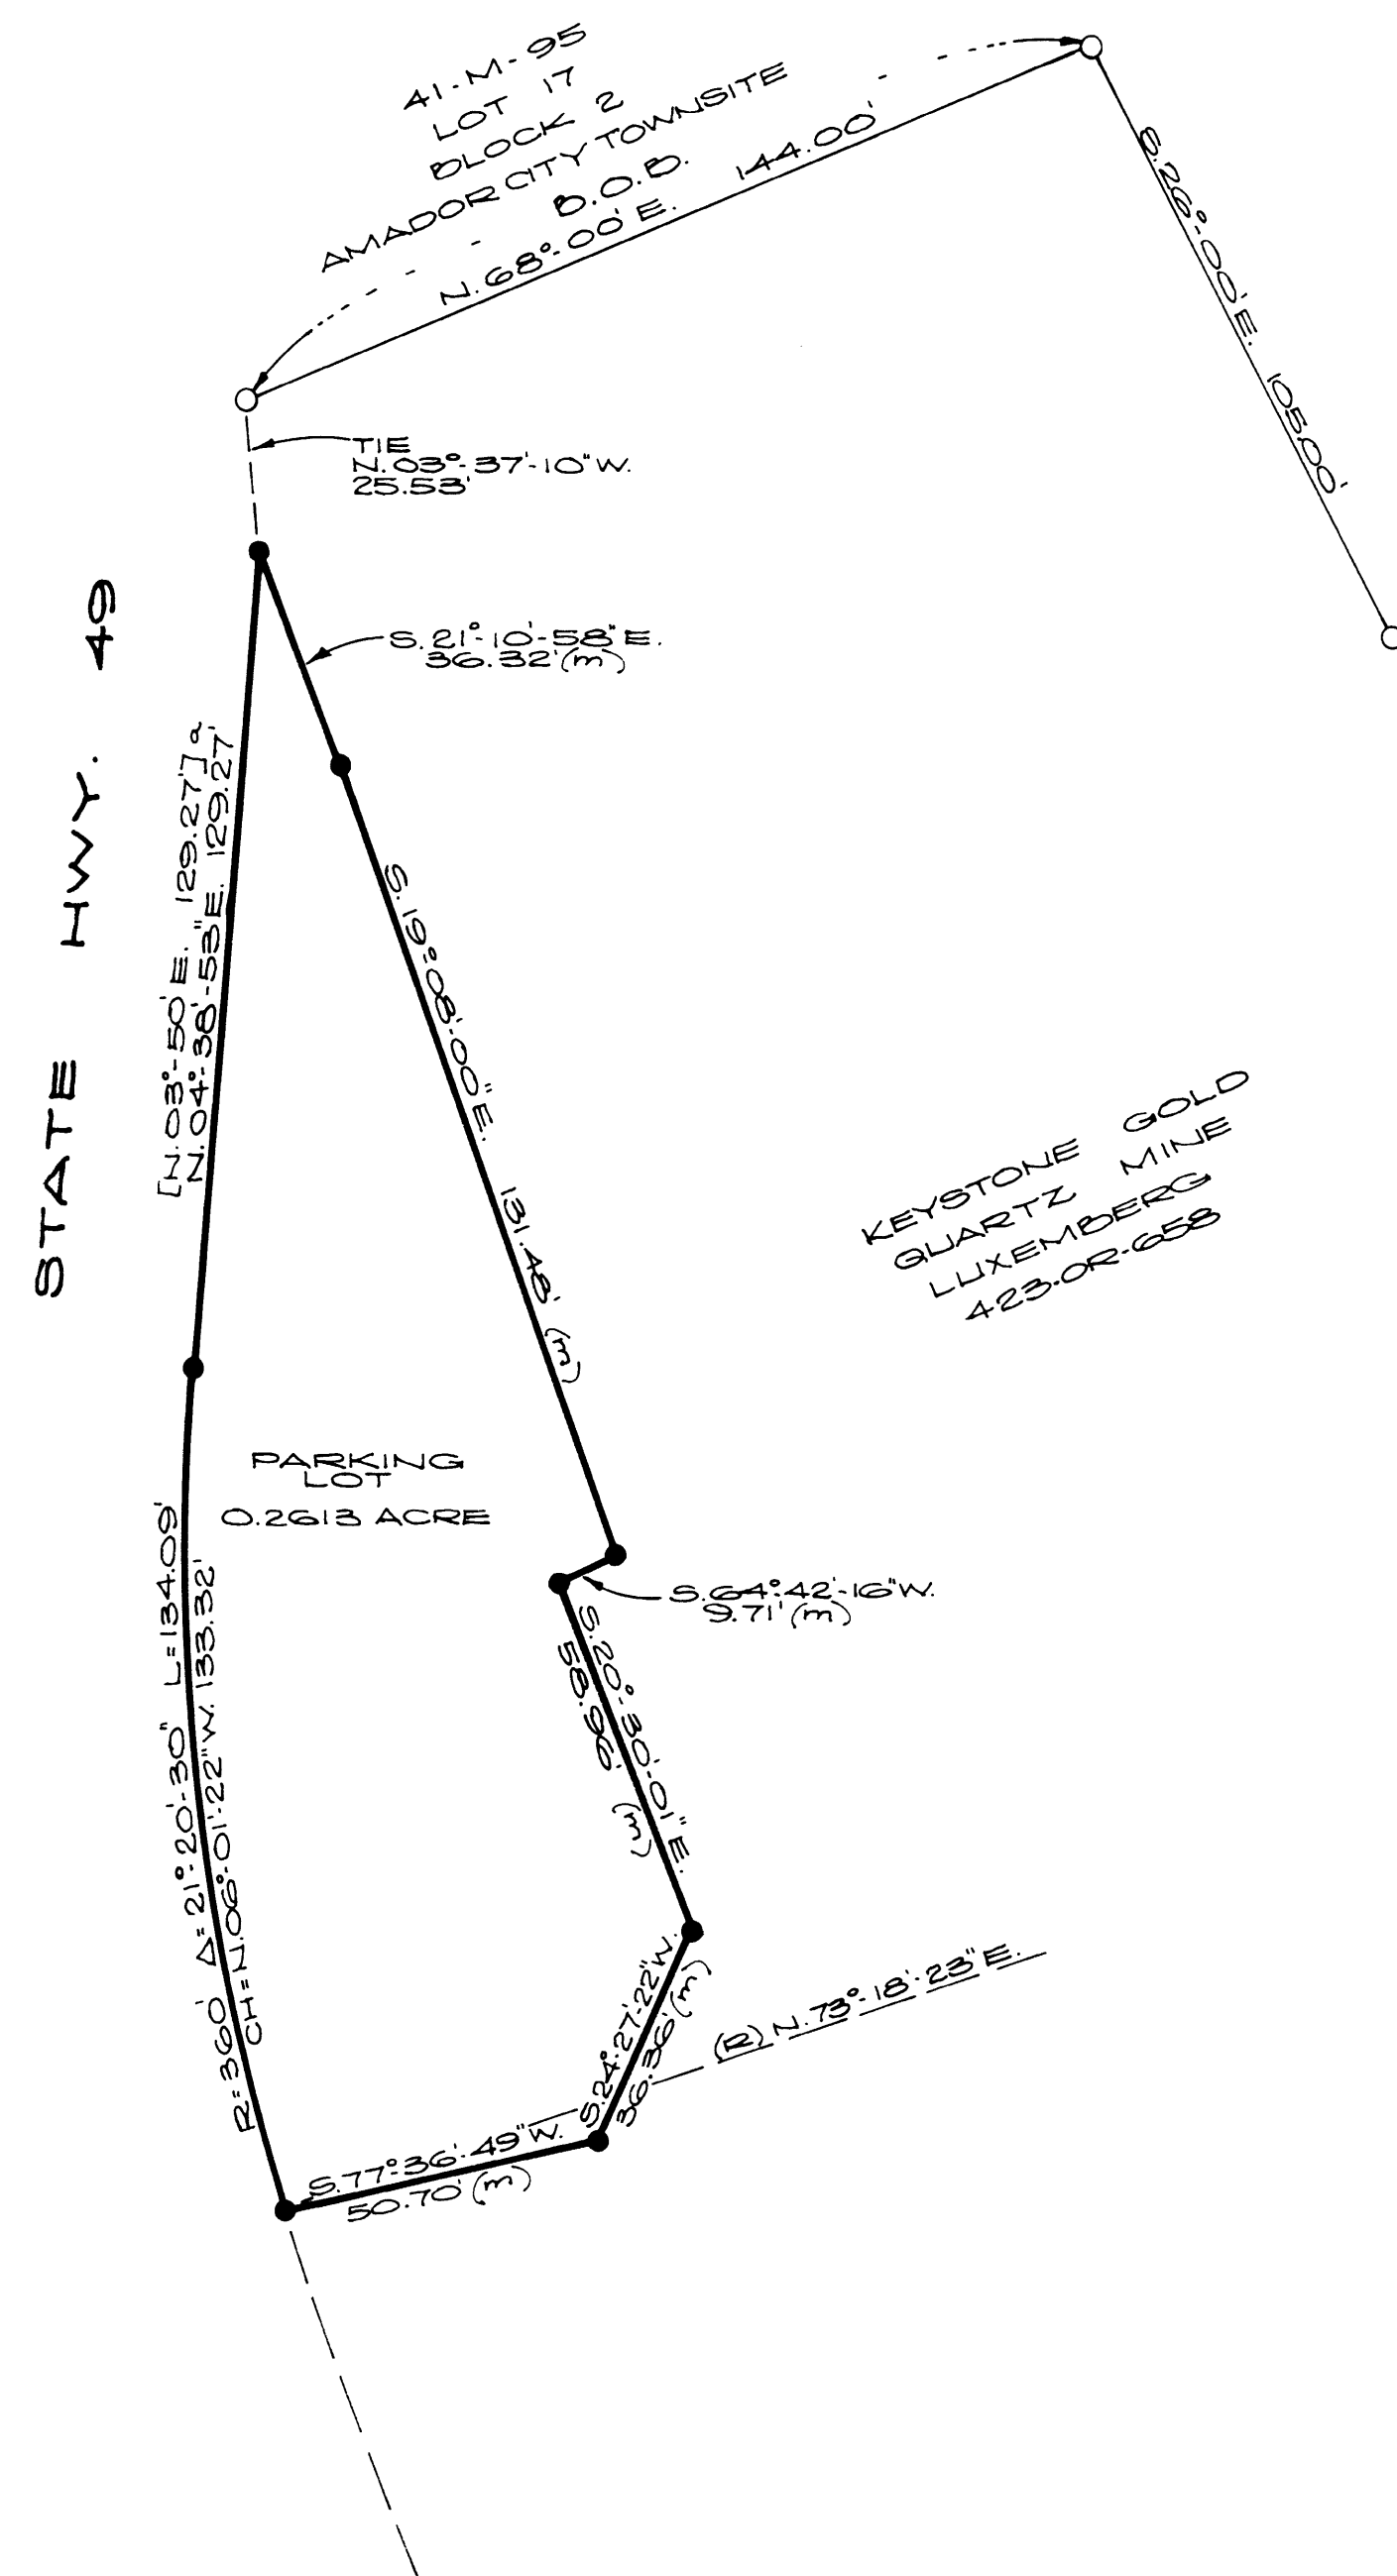 41-M-95
LOT 17
BLOCK 2
AMADOR CITY TOWNSITE
B.O.B.
N. 68°-00' E. 144.00'
S. 26°-00' E. 105.00'
TIE
N. 03°-37'-10" W.
25.53'
S. 21°-10'-58" E.
36.32' (m)
STATE HWY. 49
[N. 03°-50' E. 129.27']a
N. 04°-38'-53" E. 129.27'
S. 19°-08'-00" E. 131.48' (m)
KEYSTONE GOLD
QUARTZ MINE
LUXEMBERG
423-OR-658
PARKING
LOT
0.2613 ACRE
S. 64°-42'-16" W.
9.71' (m)
S. 20°-30'-01" E.
58.66' (m)
R=360' Δ=21°-20'-30" L=134.09'
CH=N. 06°-01'-22" W. 133.32'
S. 24°-27'-22" W.
36.36' (m)
(R) N. 73°-18'-23" E.
S. 77°-36'-49" W.
50.70' (m)